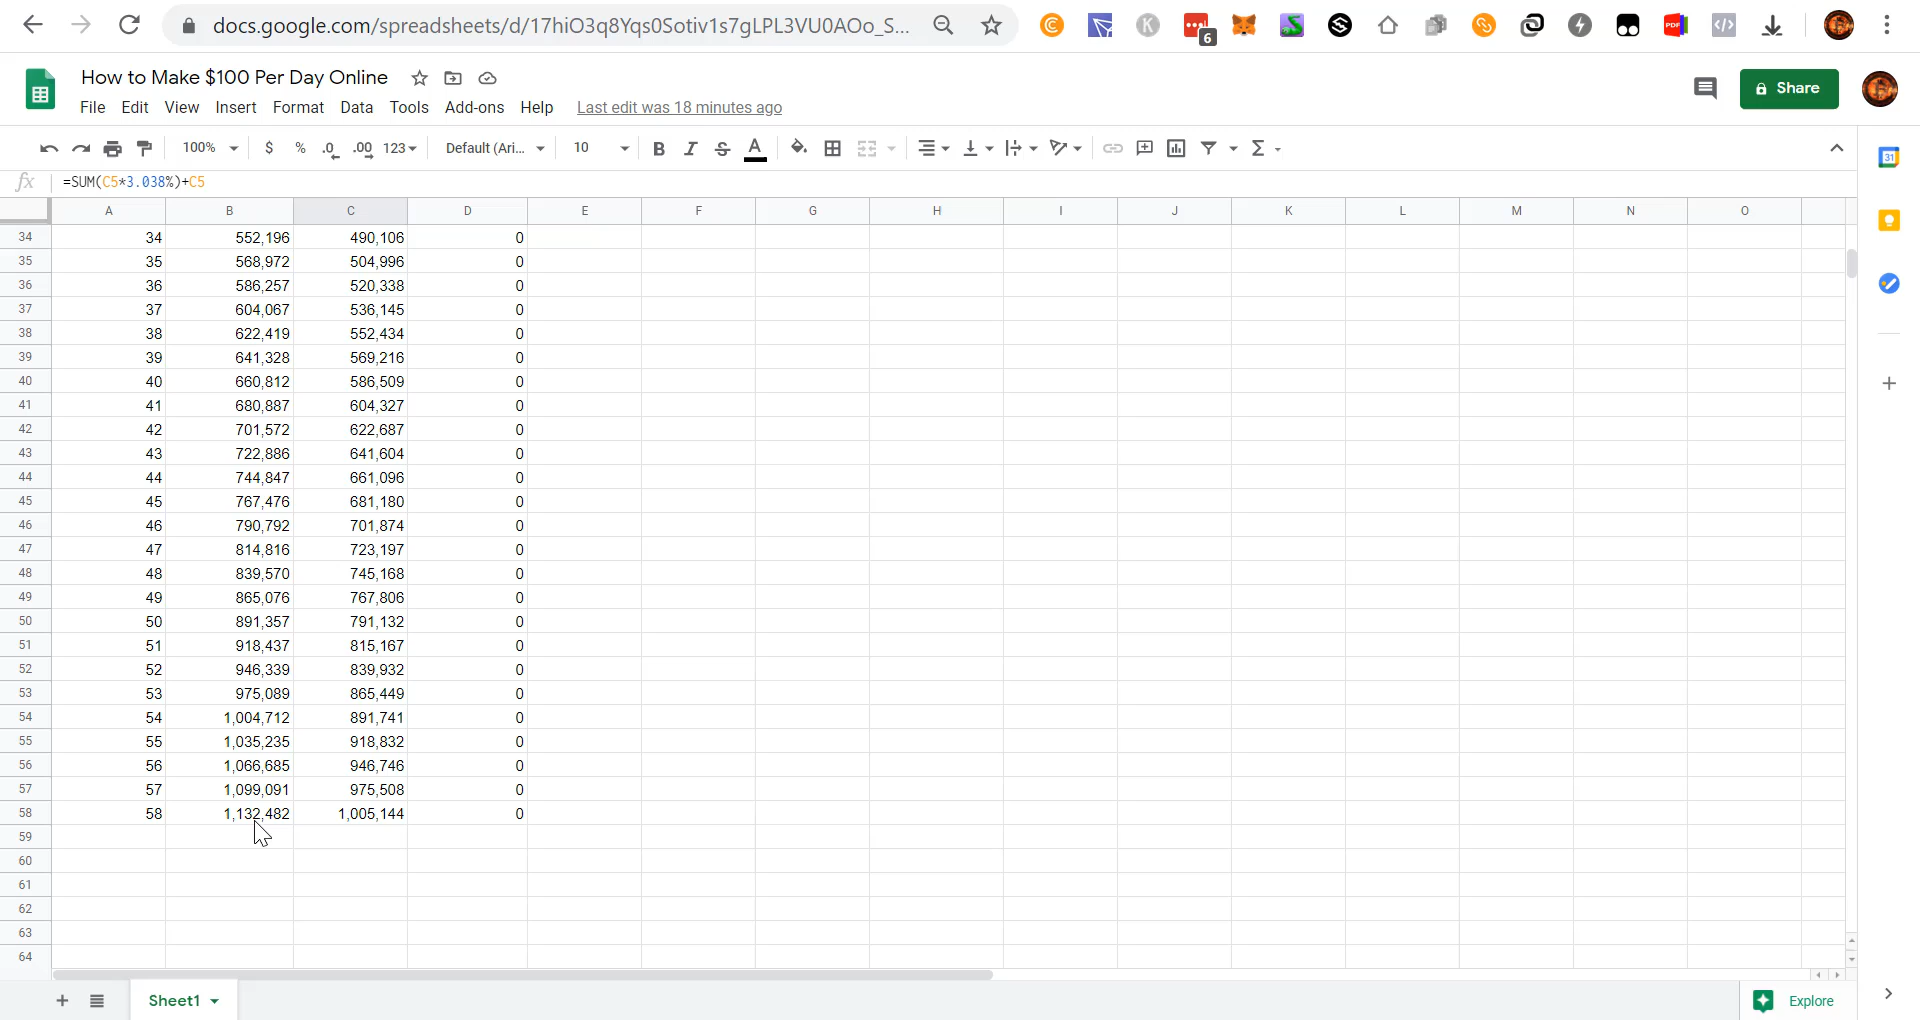 docs.google.com/spreadsheets/d/17hiO3q8Yqs0Sotiv1s7gLPL3VU0AOo_S...
6
PDF
How to Make $100 Per Day Online
File Edit View Insert Format Data Tools Add-ons Help Last edit was 18 minutes ago
Share
100% $ % .0 .00 123 Default (Ari... 10 B I S A Σ
31
fx =SUM(C5*3.038%)+C5
A B C D E F G H I J K L M N O
34 34 552,196 490,106 0
35 35 568,972 504,996 0
36 36 586,257 520,338 0
37 37 604,067 536,145 0
38 38 622,419 552,434 0
39 39 641,328 569,216 0
40 40 660,812 586,509 0
41 41 680,887 604,327 0
42 42 701,572 622,687 0
43 43 722,886 641,604 0
44 44 744,847 661,096 0
45 45 767,476 681,180 0
46 46 790,792 701,874 0
47 47 814,816 723,197 0
48 48 839,570 745,168 0
49 49 865,076 767,806 0
50 50 891,357 791,132 0
51 51 918,437 815,167 0
52 52 946,339 839,932 0
53 53 975,089 865,449 0
54 54 1,004,712 891,741 0
55 55 1,035,235 918,832 0
56 56 1,066,685 946,746 0
57 57 1,099,091 975,508 0
58 58 1,132,482 1,005,144 0
59
60
61
62
63
64
Sheet1
Explore